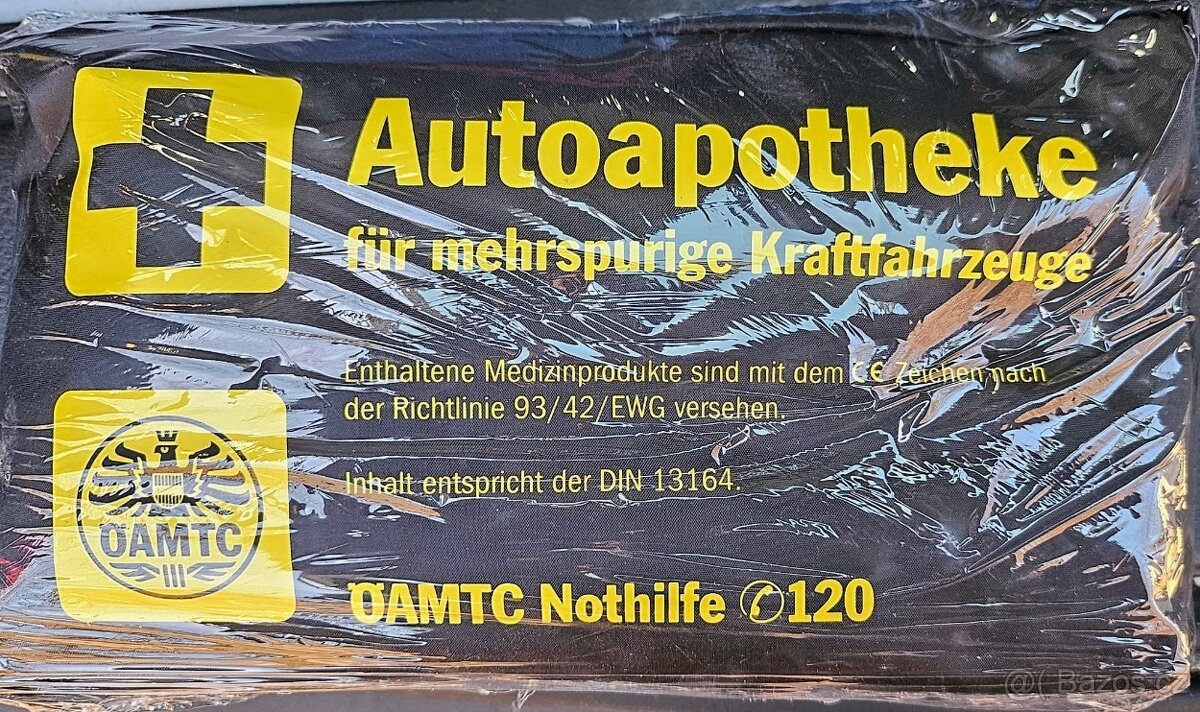 Autoapotheke
für mehrspurige Kraftfahrzeuge
Enthaltene Medizinprodukte sind mit dem CE Zeichen nach
der Richtlinie 93/42/EWG versehen.
Inhalt entspricht der DIN 13164.
ÖAMTC
ÖAMTC Nothilfe ✆120
@( Bazos.cz